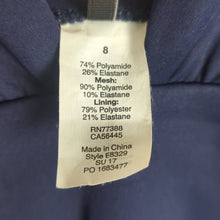 8
74% Polyamide
26% Elastane
Mesh:
90% Polyamide
10% Elastane
Lining:
79% Polyester
21% Elastane
RN77388
CA56445
Made in China
Style E8329
SU 17
PO 1683477